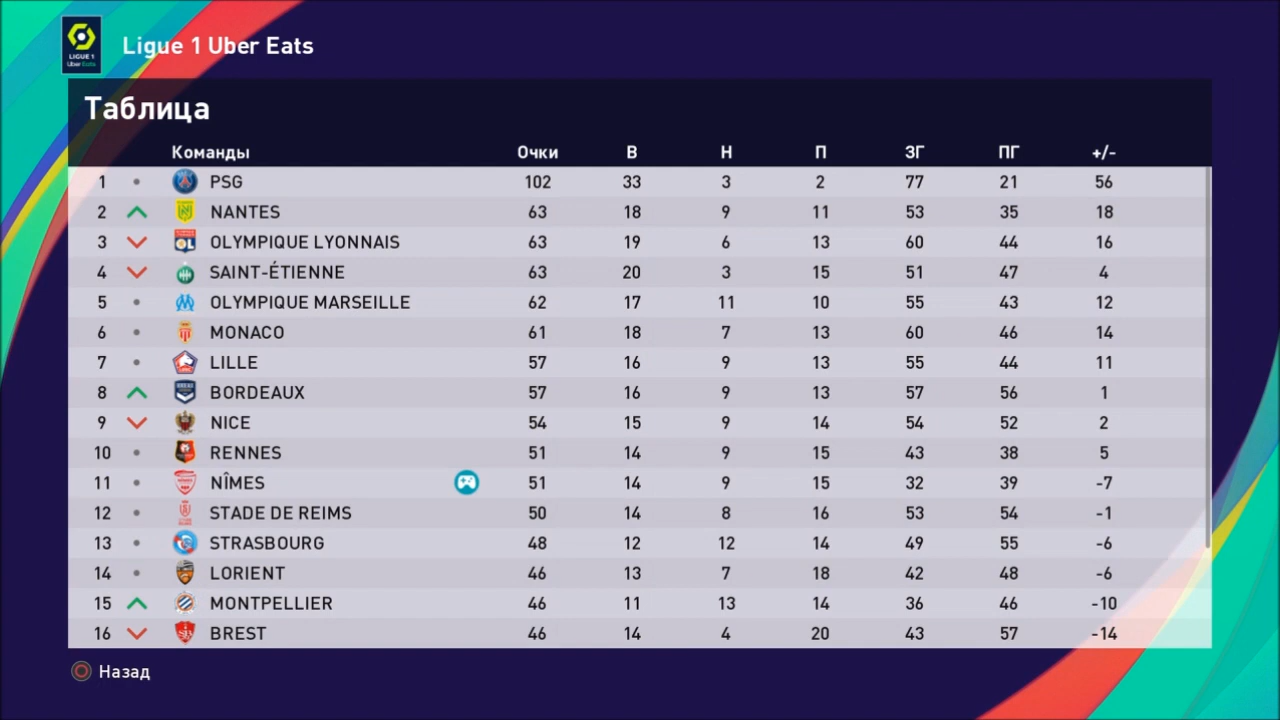 LIGUE 1
Uber Eats
Ligue 1 Uber Eats
Таблица
Команды Очки В Н П ЗГ ПГ +/-
1 PSG 102 33 3 2 77 21 56
2 NANTES 63 18 9 11 53 35 18
3 OLYMPIQUE LYONNAIS 63 19 6 13 60 44 16
4 SAINT-ÉTIENNE 63 20 3 15 51 47 4
5 OLYMPIQUE MARSEILLE 62 17 11 10 55 43 12
6 MONACO 61 18 7 13 60 46 14
7 LILLE 57 16 9 13 55 44 11
8 BORDEAUX 57 16 9 13 57 56 1
9 NICE 54 15 9 14 54 52 2
10 RENNES 51 14 9 15 43 38 5
11 NÎMES 51 14 9 15 32 39 -7
12 STADE DE REIMS 50 14 8 16 53 54 -1
13 STRASBOURG 48 12 12 14 49 55 -6
14 LORIENT 46 13 7 18 42 48 -6
15 MONTPELLIER 46 11 13 14 36 46 -10
16 BREST 46 14 4 20 43 57 -14
Назад